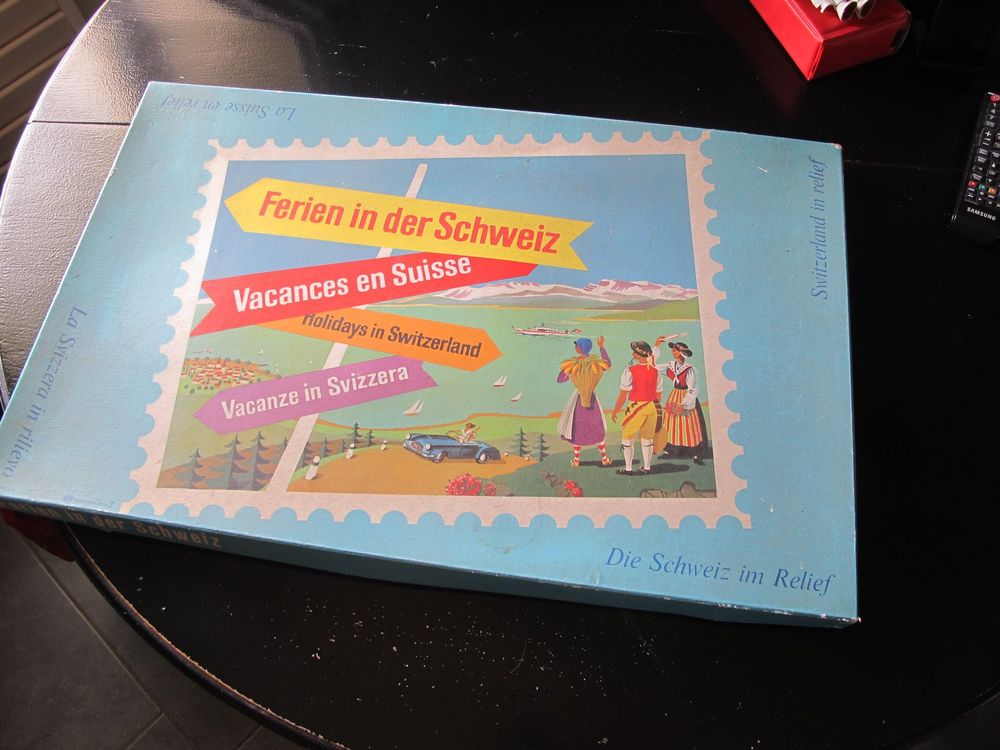 La Suisse en relief
Ferien in der Schweiz
Vacances en Suisse
Holidays in Switzerland
Vacanze in Svizzera
Switzerland in relief
La Svizzera in rilievo
Die Schweiz im Relief
in der Schweiz
SAMSUNG